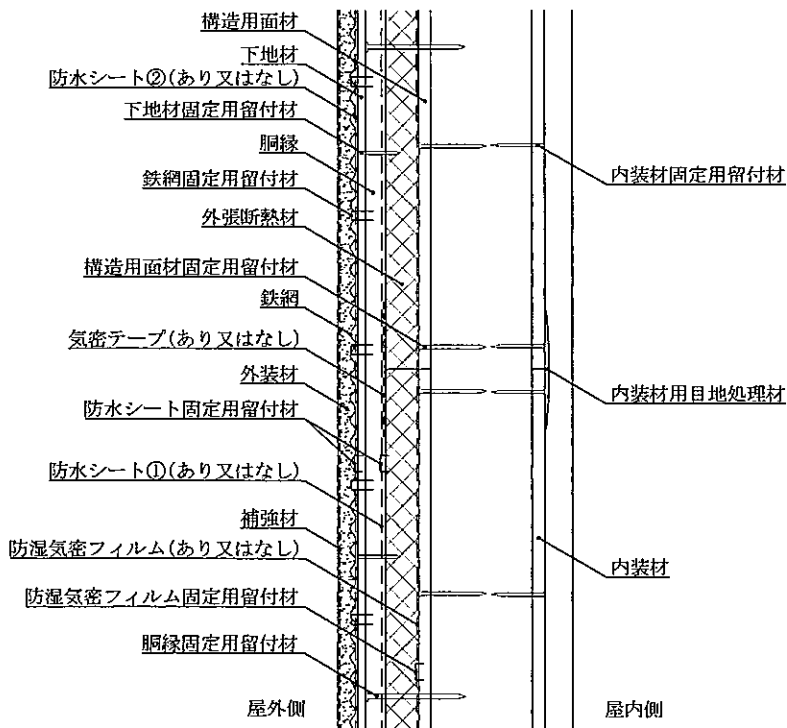 構造用面材
下地材
防水シート②(あり又はなし)
下地材固定用留付材
胴縁
鉄網固定用留付材
外張断熱材
構造用面材固定用留付材
鉄網
気密テープ(あり又はなし)
外装材
防水シート固定用留付材
防水シート①(あり又はなし)
補強材
防湿気密フィルム(あり又はなし)
防湿気密フィルム固定用留付材
胴縁固定用留付材
屋外側
内装材固定用留付材
内装材用目地処理材
内装材
屋内側